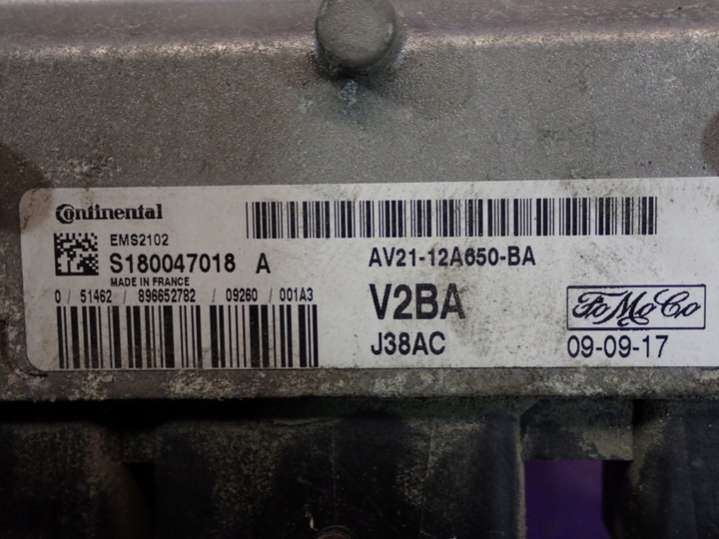 Continental
EMS2102
S180047018 A
MADE IN FRANCE
0 / 51462 / 896652782 / 09260 / 001A3
AV21-12A650-BA
V2BA
J38AC
FoMoCo
09-09-17